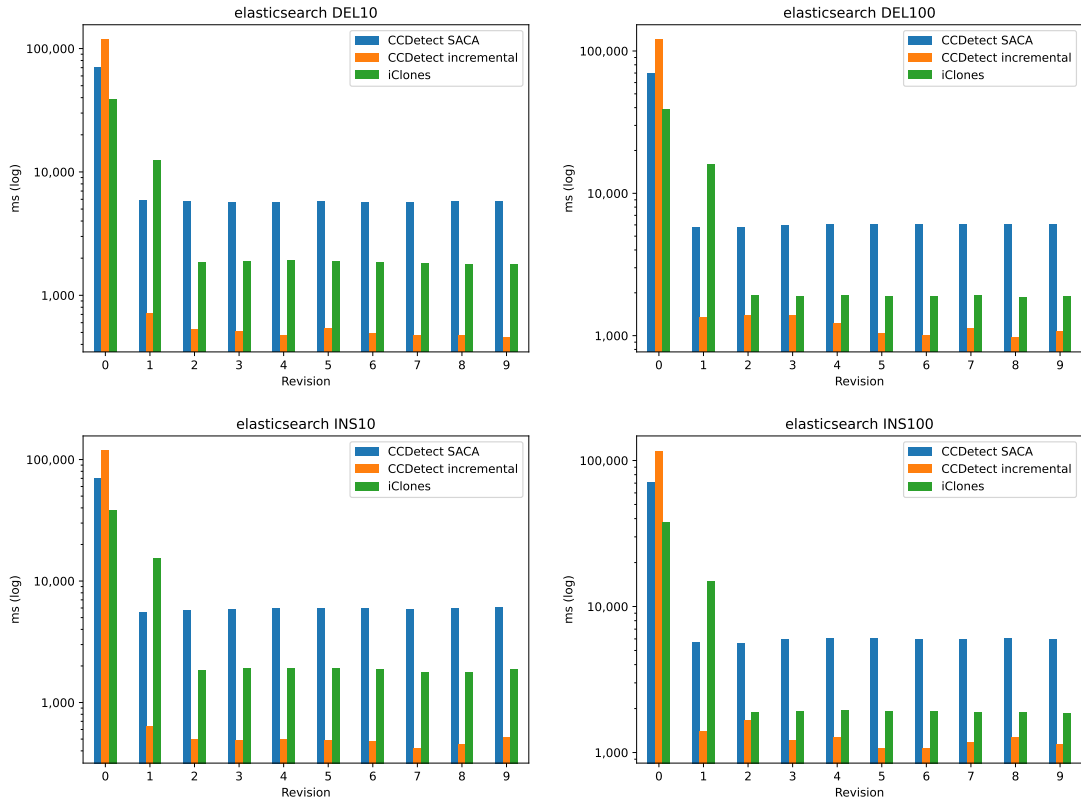 elasticsearch DEL10
ms (log)
100,000
10,000
1,000
CCDetect SACA
CCDetect incremental
iClones
0 1 2 3 4 5 6 7 8 9
Revision
elasticsearch DEL100
ms (log)
100,000
10,000
1,000
CCDetect SACA
CCDetect incremental
iClones
0 1 2 3 4 5 6 7 8 9
Revision
elasticsearch INS10
ms (log)
100,000
10,000
1,000
CCDetect SACA
CCDetect incremental
iClones
0 1 2 3 4 5 6 7 8 9
Revision
elasticsearch INS100
ms (log)
100,000
10,000
1,000
CCDetect SACA
CCDetect incremental
iClones
0 1 2 3 4 5 6 7 8 9
Revision